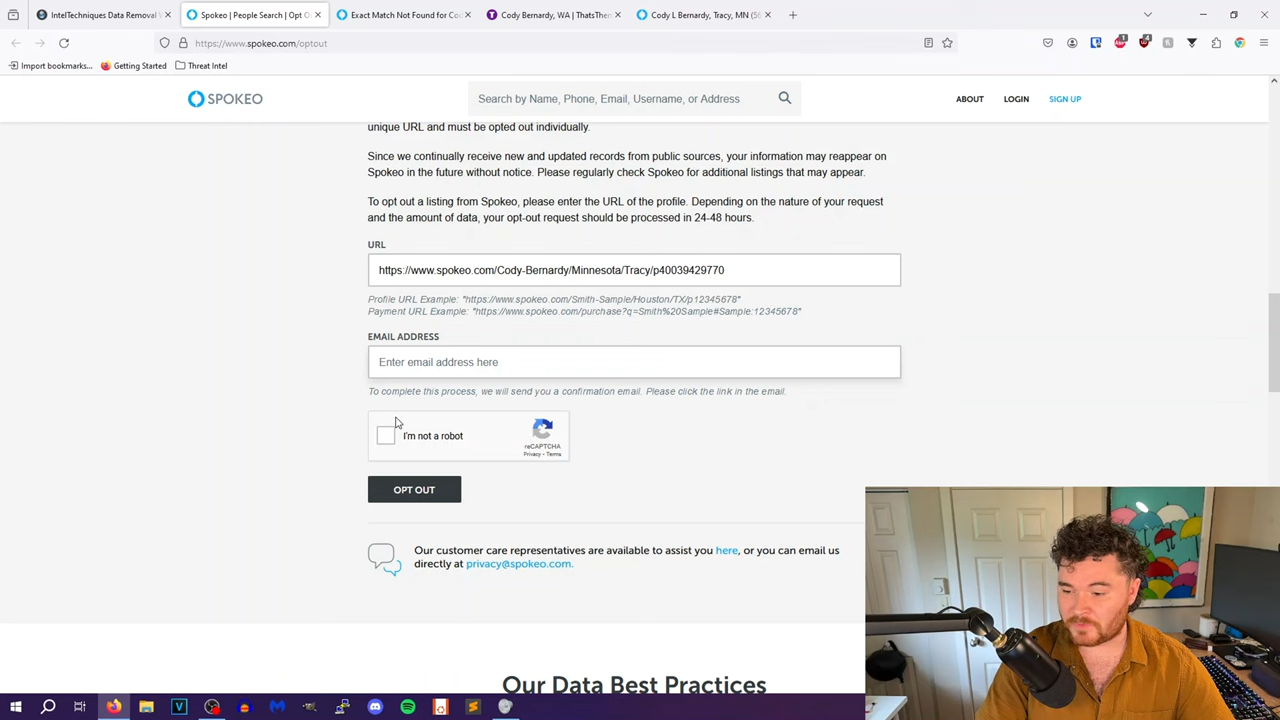 IntelTechniques Data Removal W
Spokeo | People Search | Opt O
Exact Match Not Found for Co
Cody Bernardy, WA | ThatsThem
Cody L Bernardy, Tracy, MN (58
https://www.spokeo.com/optout
Import bookmarks...
Getting Started
Threat Intel
SPOKEO
Search by Name, Phone, Email, Username, or Address
ABOUT
LOGIN
SIGN UP
unique URL and must be opted out individually.
Since we continually receive new and updated records from public sources, your information may reappear on
Spokeo in the future without notice. Please regularly check Spokeo for additional listings that may appear.
To opt out a listing from Spokeo, please enter the URL of the profile. Depending on the nature of your request
and the amount of data, your opt-out request should be processed in 24-48 hours.
URL
https://www.spokeo.com/Cody-Bernardy/Minnesota/Tracy/p40039429770
Profile URL Example: "https://www.spokeo.com/Smith-Sample/Houston/TX/p12345678"
Payment URL Example: "https://www.spokeo.com/purchase?q=Smith%20Sample#Sample:12345678"
EMAIL ADDRESS
Enter email address here
To complete this process, we will send you a confirmation email. Please click the link in the email.
I'm not a robot
reCAPTCHA
Privacy - Terms
OPT OUT
Our customer care representatives are available to assist you here, or you can email us
directly at privacy@spokeo.com.
Our Data Best Practices